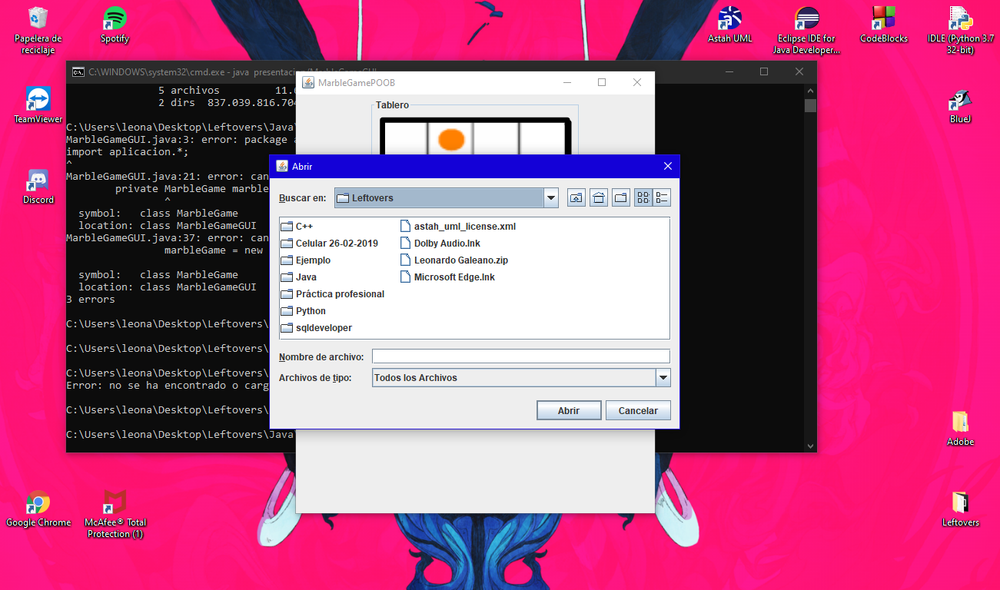 Papelera de
reciclaje
Spotify
Astah UML
Eclipse IDE for
Java Developer...
CodeBlocks
IDLE (Python 3.7
32-bit)
TeamViewer
BlueJ
Discord
Adobe
Google Chrome
McAfee® Total
Protection (1)
Leftovers
C:\WINDOWS\system32\cmd.exe - java presentacion/MarbleGameGUI
5 archivos 11.
2 dirs 837.039.816.704
C:\Users\leona\Desktop\Leftovers\Java\
MarbleGameGUI.java:3: error: package
import aplicacion.*;
^
MarbleGameGUI.java:21: error: can
private MarbleGame marble
^
symbol: class MarbleGame
location: class MarbleGameGUI
MarbleGameGUI.java:37: error: can
marbleGame = new
symbol: class MarbleGame
location: class MarbleGameGUI
3 errors
C:\Users\leona\Desktop\Leftovers\
C:\Users\leona\Desktop\Leftovers\
C:\Users\leona\Desktop\Leftovers\
Error: no se ha encontrado o carg
C:\Users\leona\Desktop\Leftovers\
C:\Users\leona\Desktop\Leftovers\Java
MarbleGamePOOB
Tablero
Abrir
Buscar en:
Leftovers
C++
Celular 26-02-2019
Ejemplo
Java
Práctica profesional
Python
sqldeveloper
astah_uml_license.xml
Dolby Audio.lnk
Leonardo Galeano.zip
Microsoft Edge.lnk
Nombre de archivo:
Archivos de tipo:
Todos los Archivos
Abrir
Cancelar